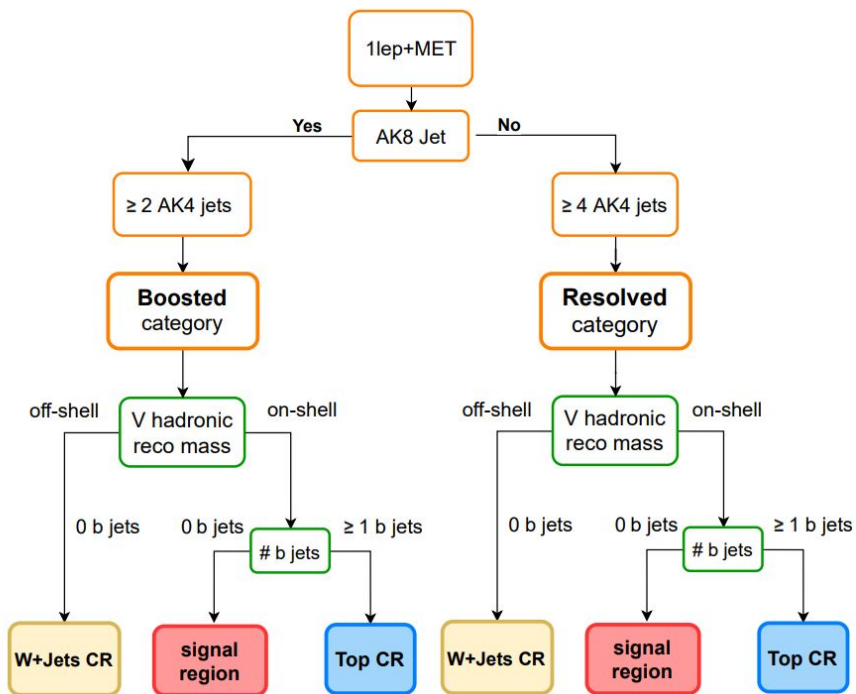 1lep+MET
Yes
No
AK8 Jet
≥ 2 AK4 jets
≥ 4 AK4 jets
Boosted
category
Resolved
category
off-shell
V hadronic
reco mass
on-shell
off-shell
V hadronic
reco mass
on-shell
0 b jets
0 b jets
≥ 1 b jets
# b jets
0 b jets
0 b jets
≥ 1 b jets
# b jets
W+Jets CR
signal
region
Top CR
W+Jets CR
signal
region
Top CR